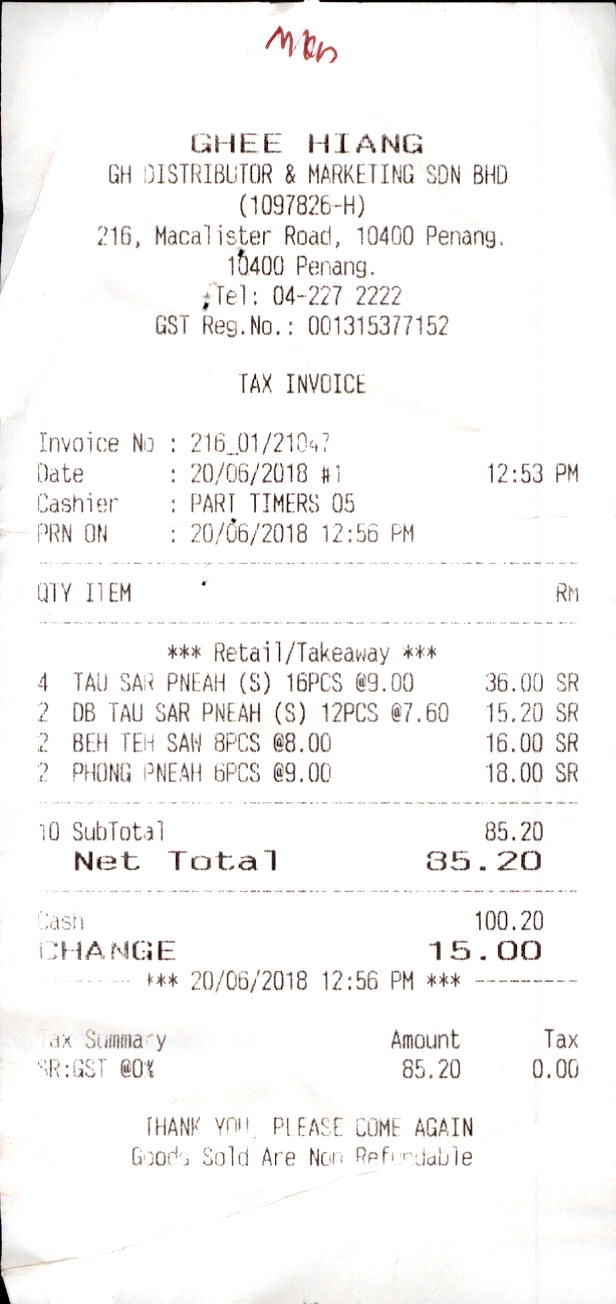 GHEE HIANG
GH DISTRIBUTOR & MARKETING SDN BHD
(1097826-H)
216, Macalister Road, 10400 Penang.
10400 Penang.
Tel: 04-227 2222
GST Reg.No.: 001315377152
TAX INVOICE
Invoice No : 216_01/21047
Date : 20/06/2018 #1 12:53 PM
Cashier : PART TIMERS 05
PRN ON : 20/06/2018 12:56 PM
QTY ITEM RM
*** Retail/Takeaway ***
4 TAU SAR PNEAH (S) 16PCS @9.00 36.00 SR
2 DB TAU SAR PNEAH (S) 12PCS @7.60 15.20 SR
2 BEH TEH SAW 8PCS @8.00 16.00 SR
2 PHONG PNEAH 6PCS @9.00 18.00 SR
10 SubTotal 85.20
Net Total 85.20
Cash 100.20
CHANGE 15.00
-------- *** 20/06/2018 12:56 PM *** ---------
Tax Summary Amount Tax
SR:GST @0% 85.20 0.00
THANK YOU, PLEASE COME AGAIN
Goods Sold Are Non Refundable